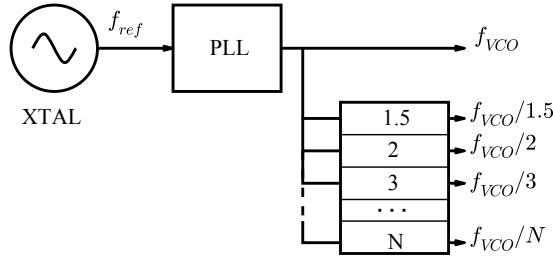 f_ref
PLL
f_VCO
XTAL
1.5
f_VCO/1.5
2
f_VCO/2
3
f_VCO/3
...
N
f_VCO/N